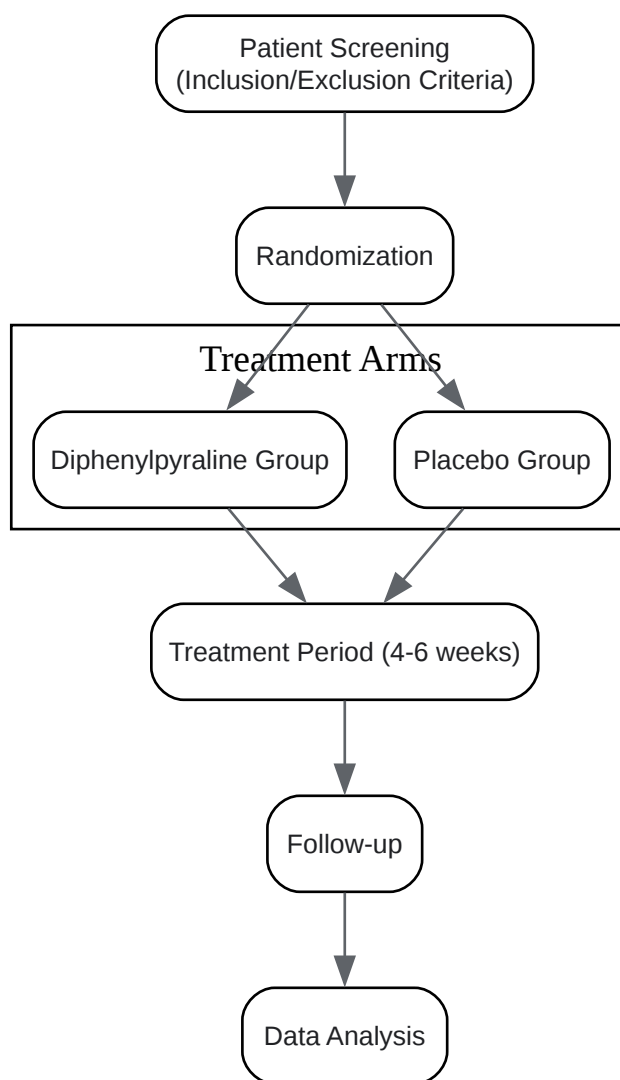 Patient Screening
(Inclusion/Exclusion Criteria)
Randomization
Treatment Arms
Diphenylpyraline Group
Placebo Group
Treatment Period (4-6 weeks)
Follow-up
Data Analysis